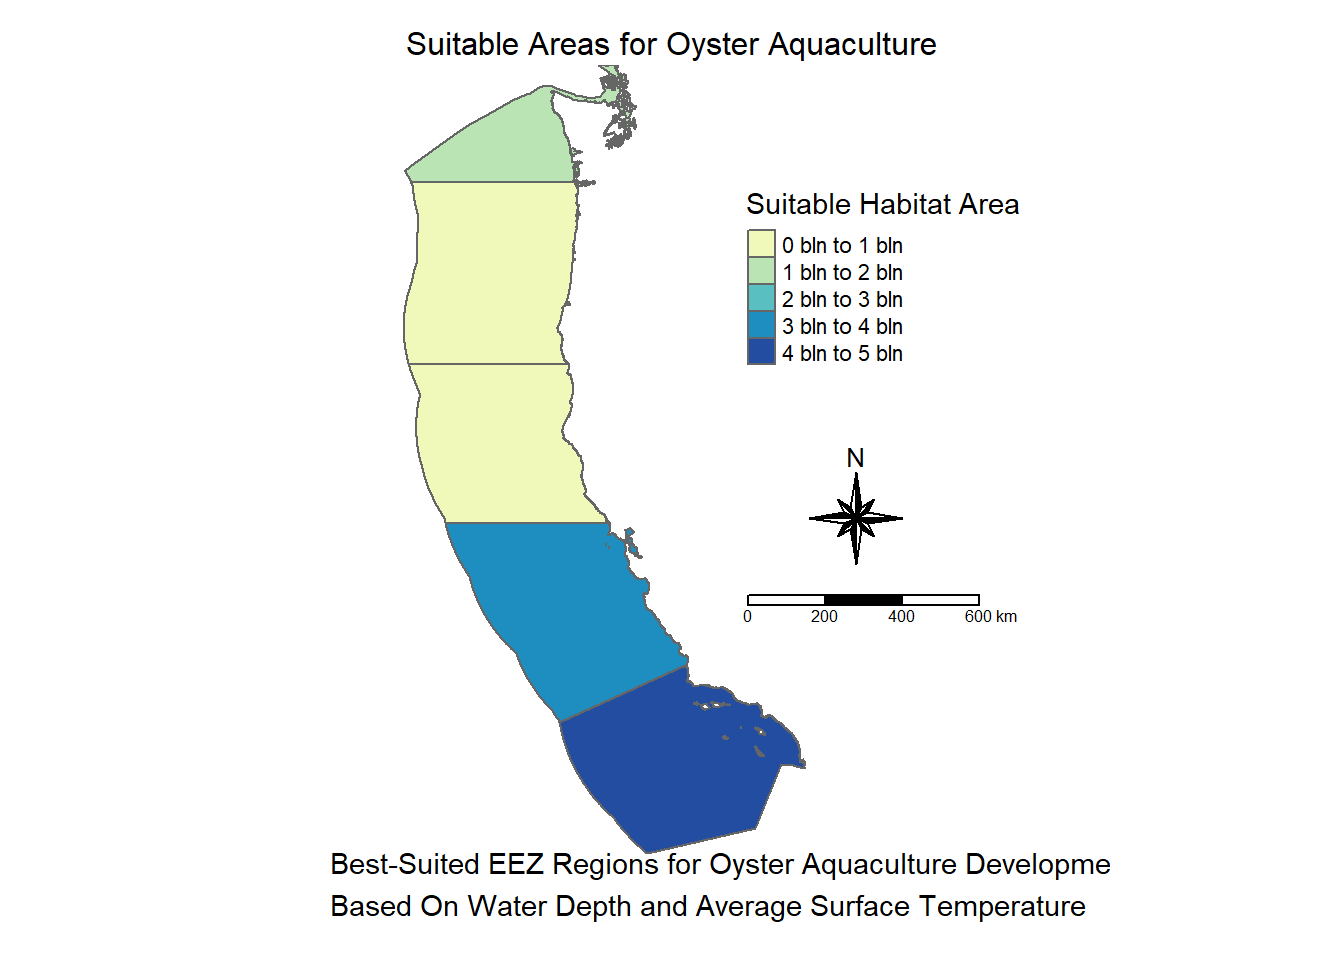 Suitable Areas for Oyster Aquaculture
Suitable Habitat Area
0 bln to 1 bln
1 bln to 2 bln
2 bln to 3 bln
3 bln to 4 bln
4 bln to 5 bln
N
0 200 400 600 km
Best-Suited EEZ Regions for Oyster Aquaculture Developme
Based On Water Depth and Average Surface Temperature